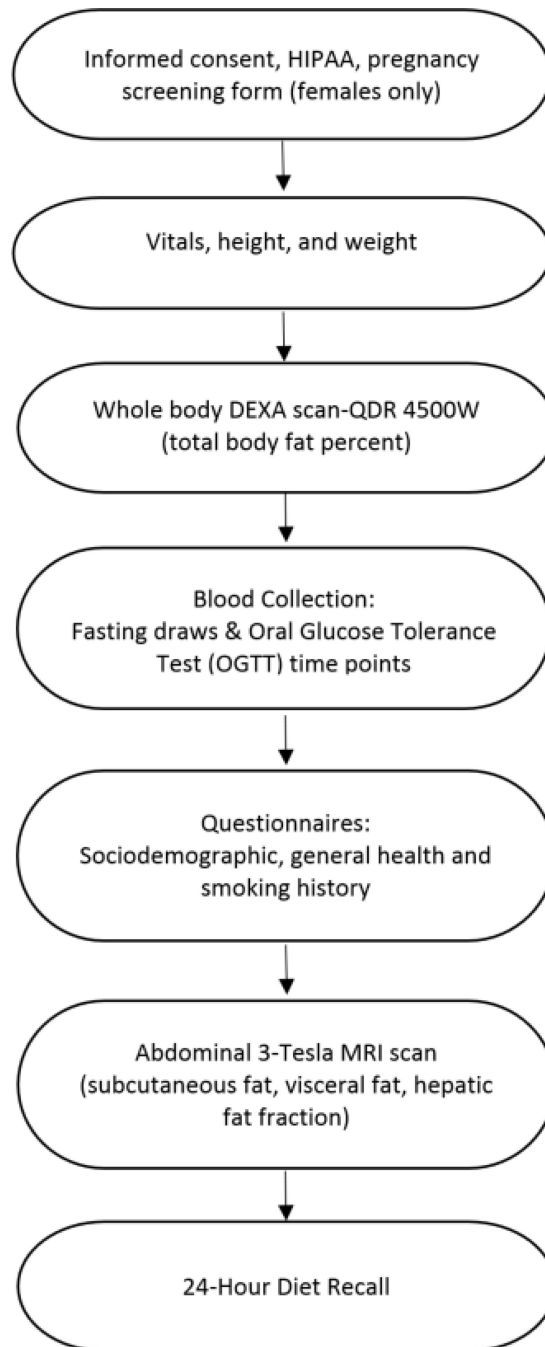 Informed consent, HIPAA, pregnancy
screening form (females only)
Vitals, height, and weight
Whole body DEXA scan-QDR 4500W
(total body fat percent)
Blood Collection:
Fasting draws & Oral Glucose Tolerance
Test (OGTT) time points
Questionnaires:
Sociodemographic, general health and
smoking history
Abdominal 3-Tesla MRI scan
(subcutaneous fat, visceral fat, hepatic
fat fraction)
24-Hour Diet Recall